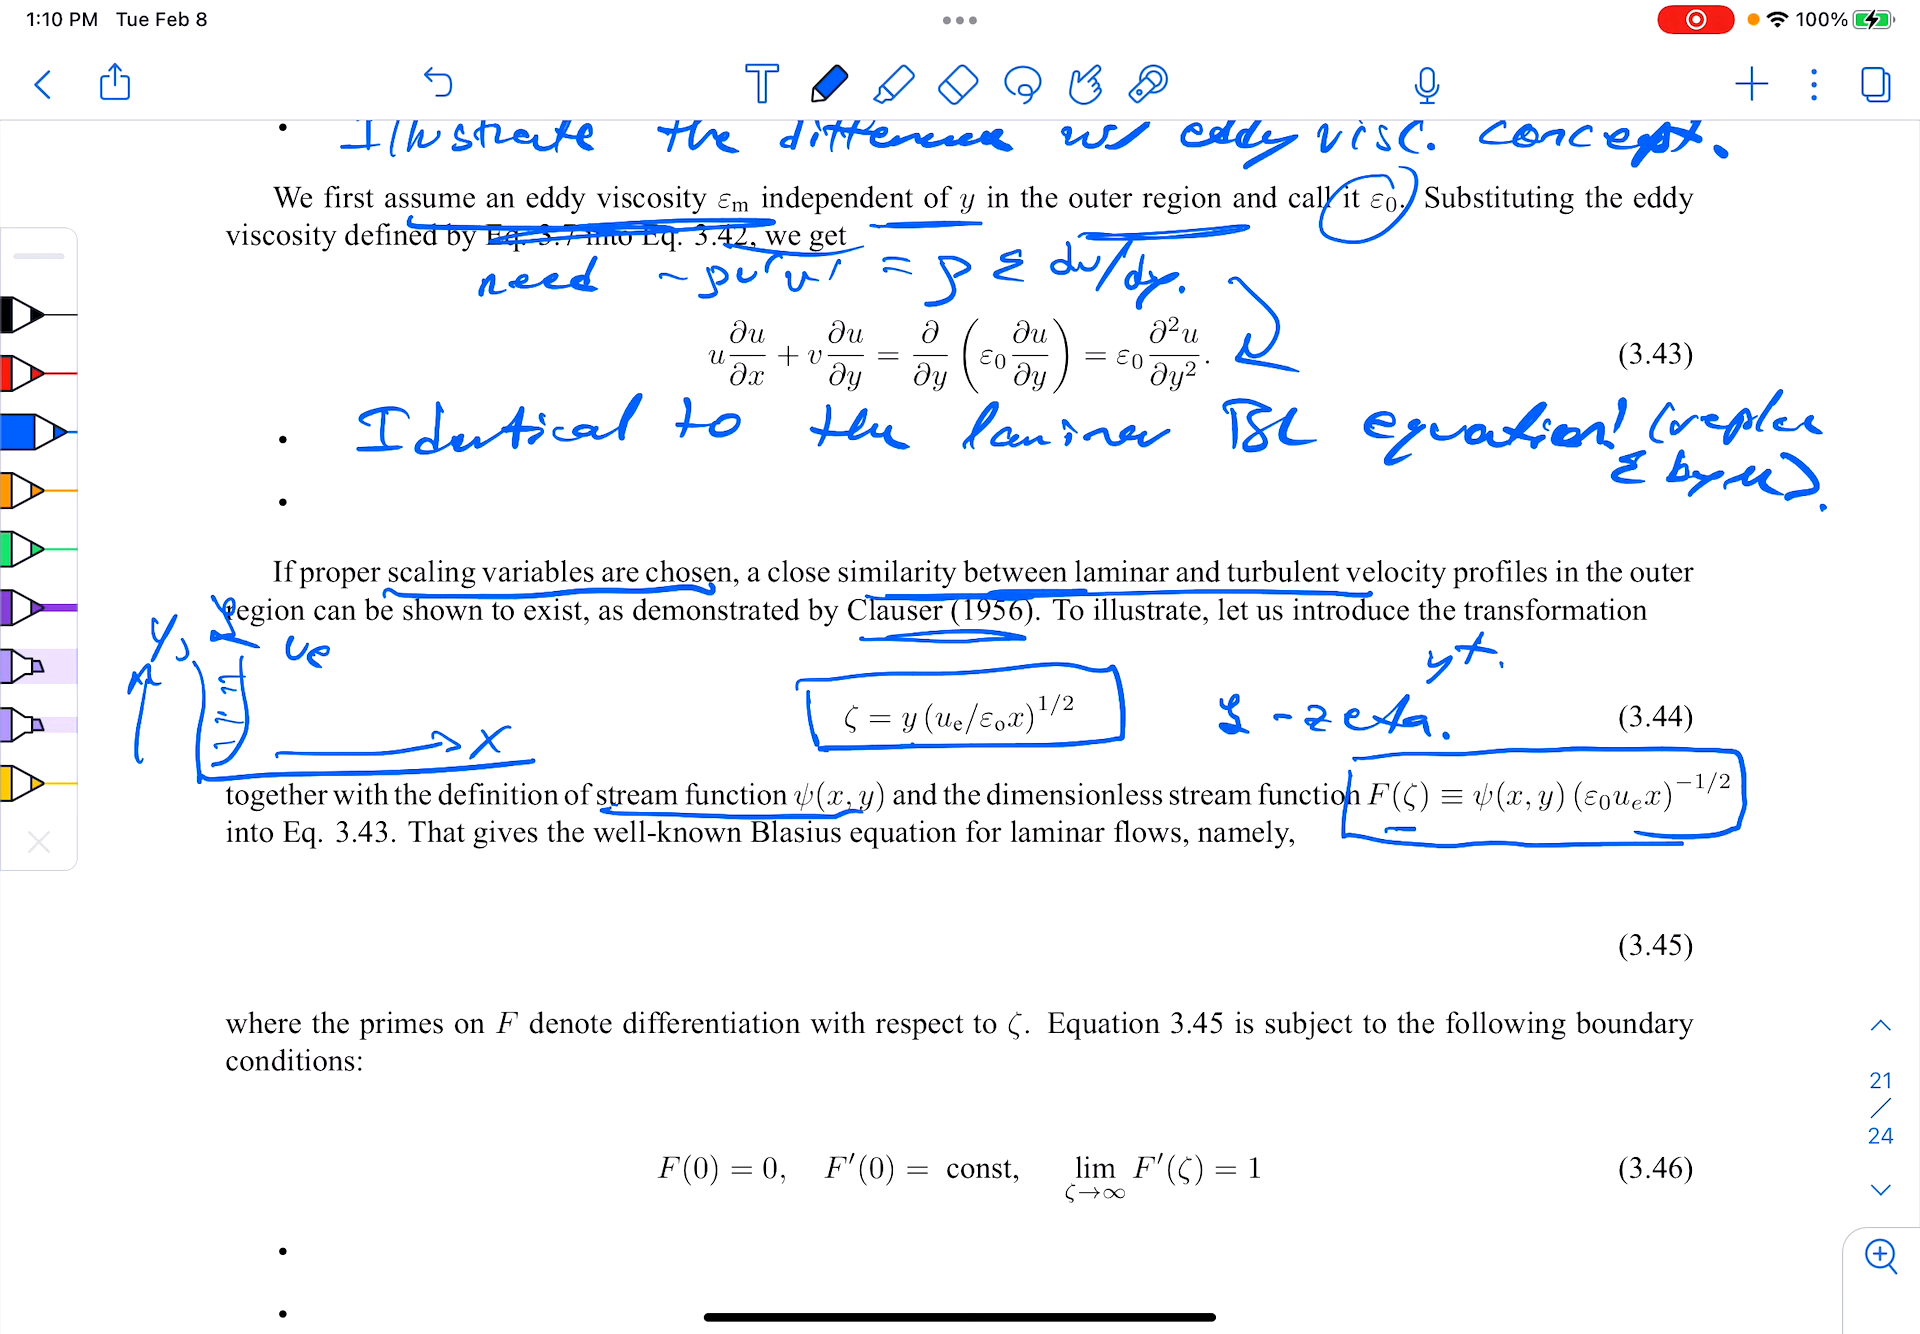 1:10 PM Tue Feb 8
100%
• Illustrate the difference w/ eddy visc. concept.
We first assume an eddy viscosity εm independent of y in the outer region and call it ε0. Substituting the eddy
viscosity defined by Eq. 3.7 into Eq. 3.42, we get
need -ρu'v' = ρ ε du/dy.
u ∂u/∂x + v ∂u/∂y = ∂/∂y (ε0 ∂u/∂y) = ε0 ∂²u/∂y². (3.43)
• Identical to the laminar BL equation! (replace
ε by μ).
•
If proper scaling variables are chosen, a close similarity between laminar and turbulent velocity profiles in the outer
region can be shown to exist, as demonstrated by Clauser (1956). To illustrate, let us introduce the transformation
y, ζ ue
y+.
ζ = y (ue/εox)^1/2 ζ - zeta. (3.44)
x
together with the definition of stream function ψ(x, y) and the dimensionless stream function F(ζ) ≡ ψ(x, y) (ε0uex)^−1/2
into Eq. 3.43. That gives the well-known Blasius equation for laminar flows, namely,
(3.45)
where the primes on F denote differentiation with respect to ζ. Equation 3.45 is subject to the following boundary
conditions:
F(0) = 0, F′(0) = const, lim ζ→∞ F′(ζ) = 1 (3.46)
•
•
21
/
24